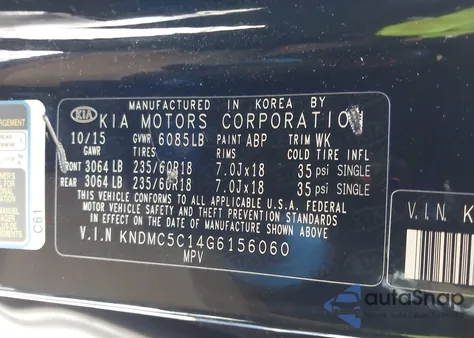 MANUFACTURED IN KOREA BY
KIA KIA MOTORS CORPORATION
10/15 GVWR 6085LB PAINT ABP TRIM WK
GAWR TIRES RIMS COLD TIRE INFL
FRONT 3064 LB 235/60R18 7.0Jx18 35 psi SINGLE
REAR 3064 LB 235/60R18 7.0Jx18 35 psi SINGLE
THIS VEHICLE CONFORMS TO ALL APPLICABLE U.S.A. FEDERAL
MOTOR VEHICLE SAFETY AND THEFT PREVENTION STANDARDS
IN EFFECT ON THE DATE OF MANUFACTURE SHOWN ABOVE.
V.I.N KNDMC5C14G6156060
MPV
C61
V.I.N. K
autoSnap